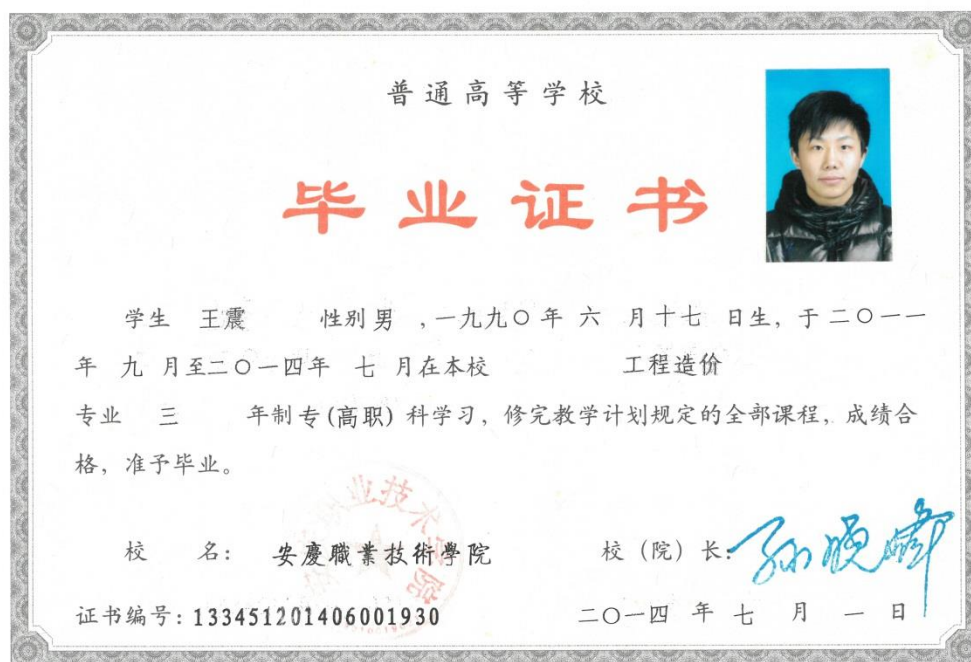 普通高等学校
毕业证书
学生 王震 性别男 ,一九九〇年 六 月十七 日生, 于二〇一一
年 九 月至二〇一四年 七 月在本校 工程造价
专业 三 年制专(高职)科学习, 修完教学计划规定的全部课程, 成绩合
格, 准予毕业。
校 名: 安慶職業技術學院 校(院)长:
证书编号: 133451201406001930 二〇一四 年 七 月 一 日